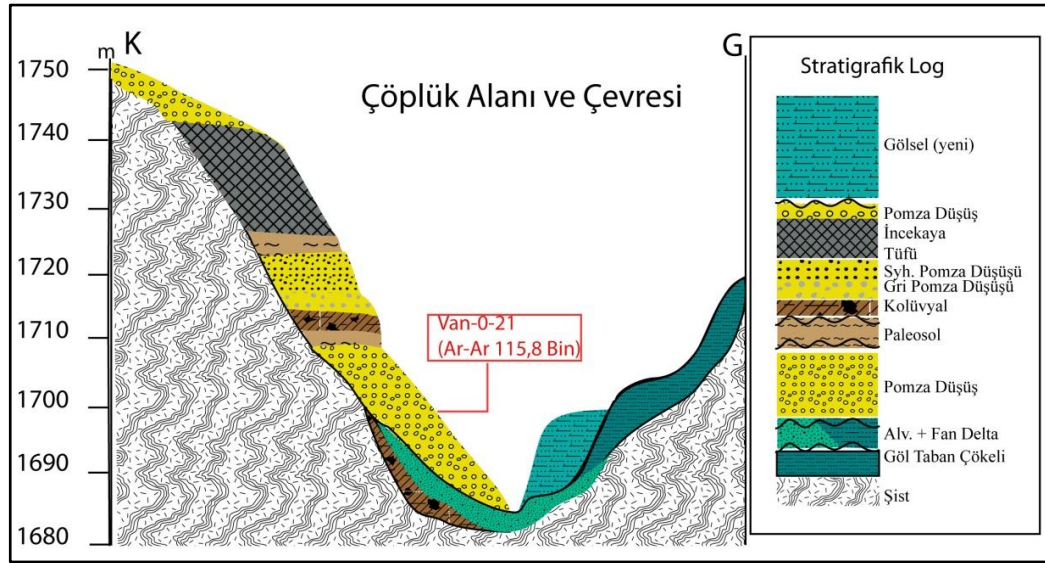 m K
G
Çöplük Alanı ve Çevresi
1750
1740
1730
1720
1710
1700
1690
1680
Van-0-21
(Ar-Ar 115,8 Bin)
Stratigrafik Log
Gölsel (yeni)
Pomza Düşüş
İncekaya
Tüfü
Syh. Pomza Düşüşü
Gri Pomza Düşüşü
Kolüvyal
Paleosol
Pomza Düşüş
Alv. + Fan Delta
Göl Taban Çökeli
Şist